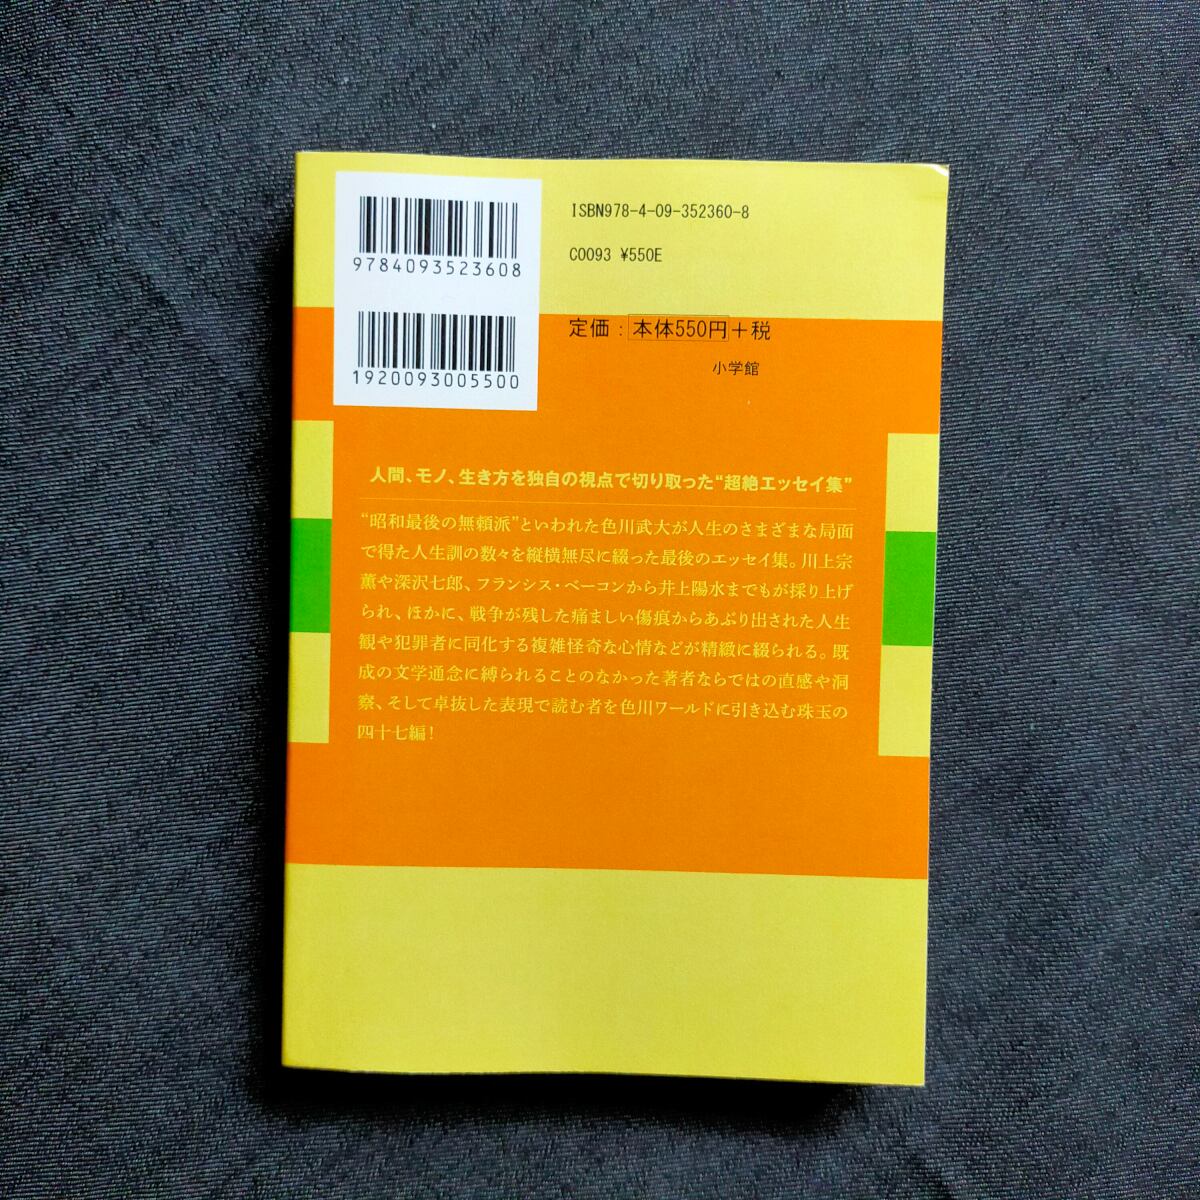 9784093523608
1920093005500
ISBN978-4-09-352360-8
C0093 ¥550E
定価：本体550円+税
小学館
人間、モノ、生き方を独自の視点で切り取った“超絶エッセイ集”
“昭和最後の無頼派”といわれた色川武大が人生のさまざまな局面
で得た人生訓の数々を縦横無尽に綴った最後のエッセイ集。川上宗
薫や深沢七郎、フランシス・ベーコンから井上陽水までもが採り上げ
られ、ほかに、戦争が残した痛ましい傷痕からあぶり出された人生
観や犯罪者に同化する複雑怪奇な心情などが精緻に綴られる。既
成の文学通念に縛られることのなかった著者ならではの直感や洞
察、そして卓抜した表現で読む者を色川ワールドに引き込む珠玉の
四十七編！